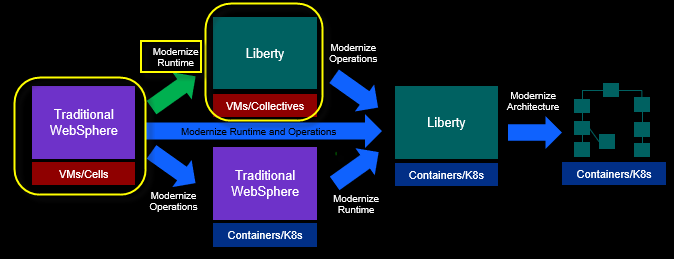 Modernize
Runtime
Liberty
VMs/Collectives
Modernize
Operations
Traditional
WebSphere
VMs/Cells
Modernize Runtime and Operations
Liberty
Containers/K8s
Modernize
Architecture
Containers/K8s
Modernize
Operations
Traditional
WebSphere
Containers/K8s
Modernize
Runtime